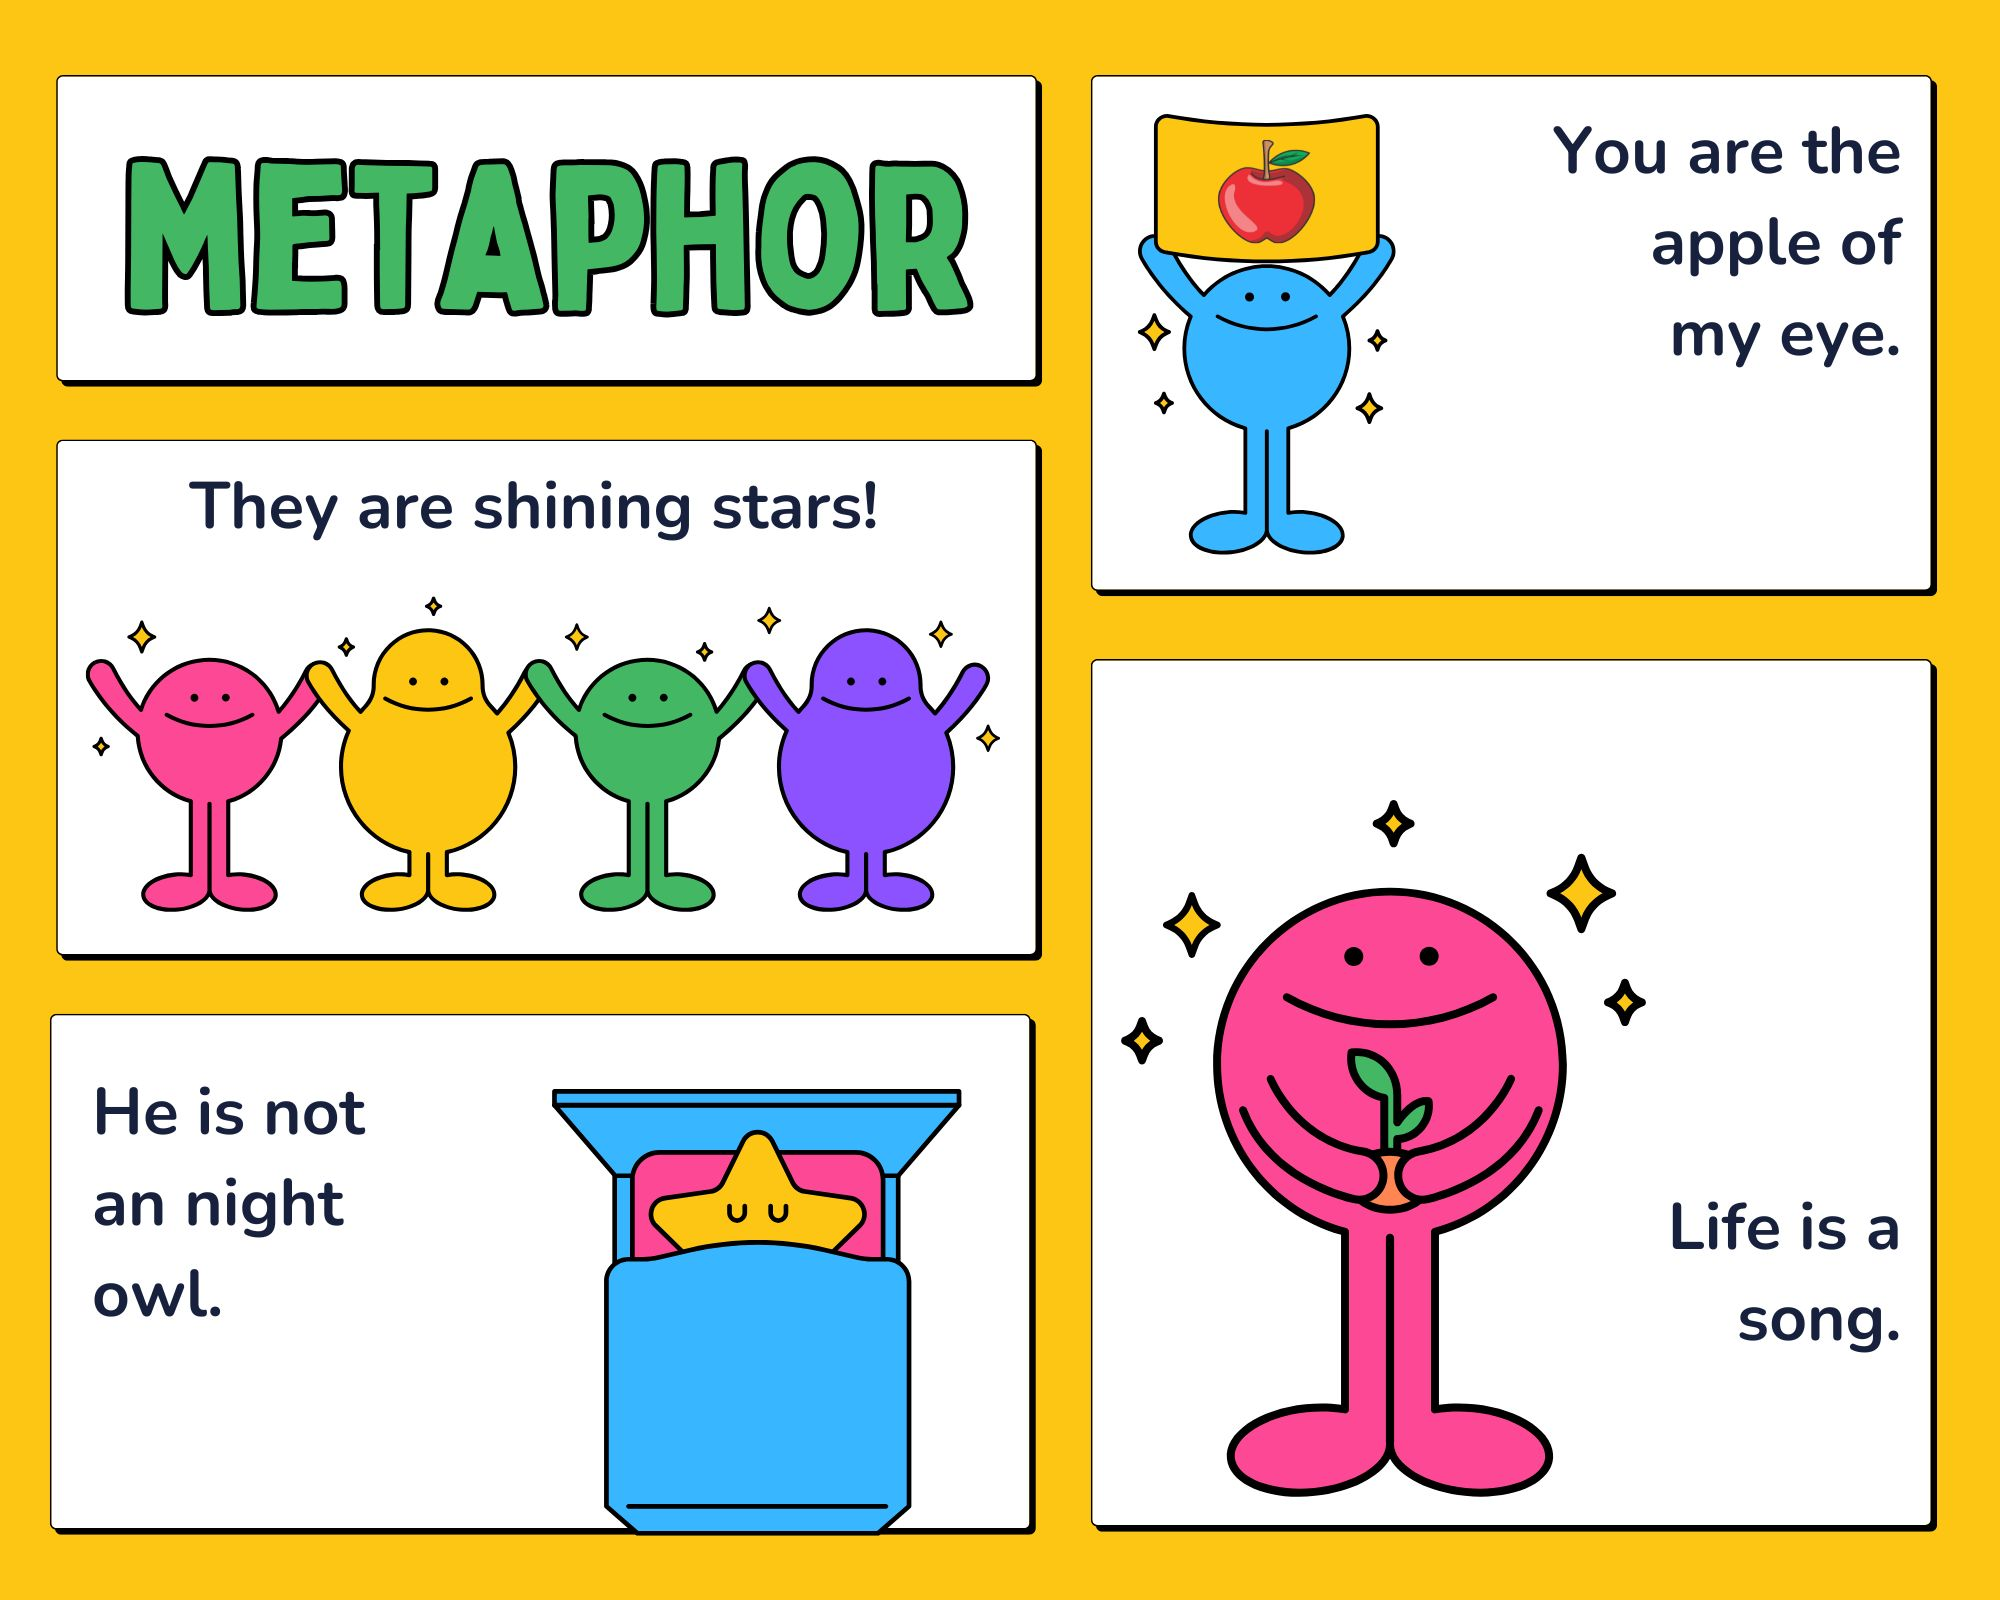 METAPHOR
You are the
apple of
my eye.
They are shining stars!
He is not
an night
owl.
Life is a
song.